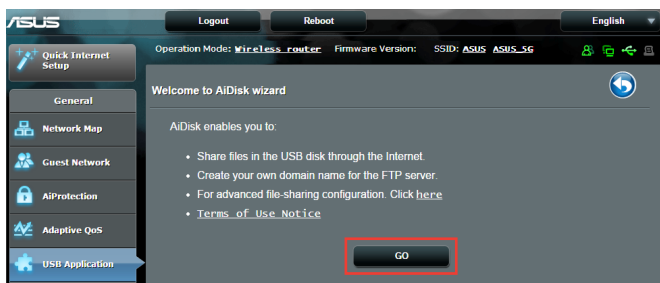 ASUS
Logout Reboot English
Quick Internet Setup
Operation Mode: Wireless router Firmware Version: SSID: ASUS ASUS_5G
General
Network Map
Guest Network
AiProtection
Adaptive QoS
USB Application
Welcome to AiDisk wizard
AiDisk enables you to:
Share files in the USB disk through the Internet.
Create your own domain name for the FTP server.
For advanced file-sharing configuration. Click here
Terms of Use Notice
GO